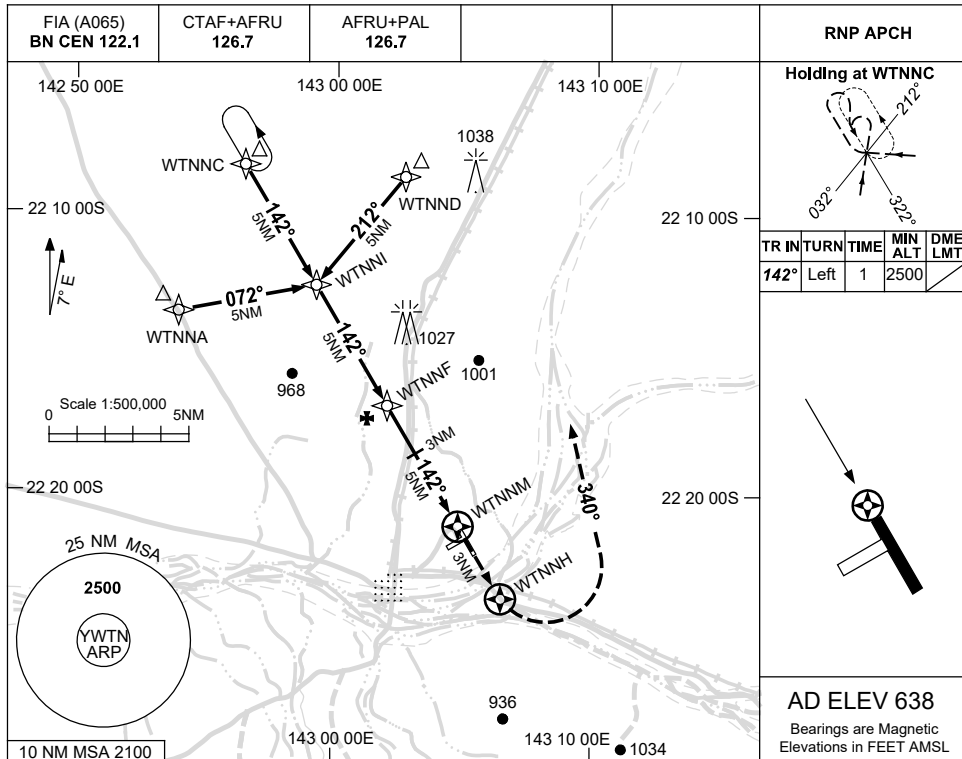 FIA (A065)
BN CEN 122.1
CTAF+AFRU
126.7
AFRU+PAL
126.7
RNP APCH
142 50 00E
143 00 00E
143 10 00E
Holding at WTNNC
212°
032°
322°
TR IN TURN TIME MIN ALT DME LMT
142° Left 1 2500
WTNNC
1038
WTNND
22 10 00S
22 10 00S
142°
5NM
212°
5NM
WTNNI
7° E
072°
5NM
WTNNA
142°
5NM
1027
1001
968
WTNNF
Scale 1:500,000
0 5NM
3NM
142°
5NM
22 20 00S
22 20 00S
WTNNM
340°
3NM
WTNNH
25 NM MSA
2500
YWTN
ARP
936
1034
143 00 00E
143 10 00E
10 NM MSA 2100
AD ELEV 638
Bearings are Magnetic
Elevations in FEET AMSL